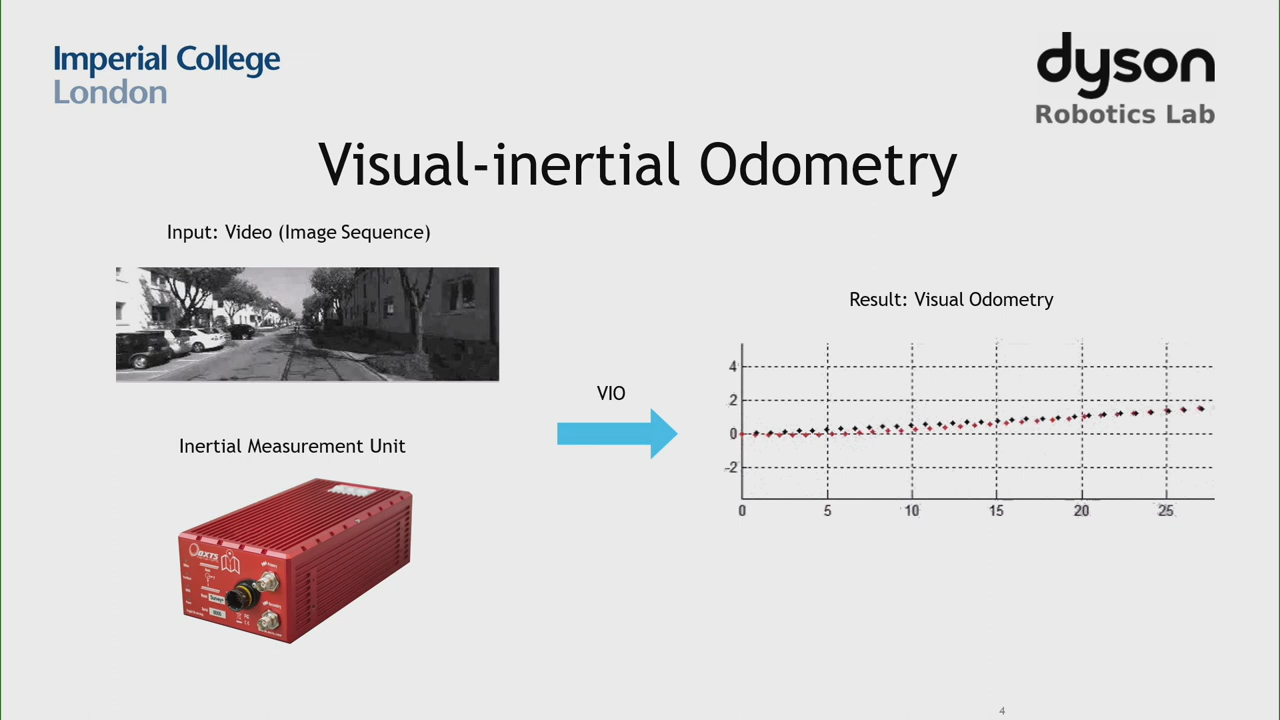 Imperial College
London
dyson
Robotics Lab
Visual-inertial Odometry
Input: Video (Image Sequence)
Result: Visual Odometry
4
2
0
-2
0 5 10 15 20 25
VIO
Inertial Measurement Unit
OXTS
4